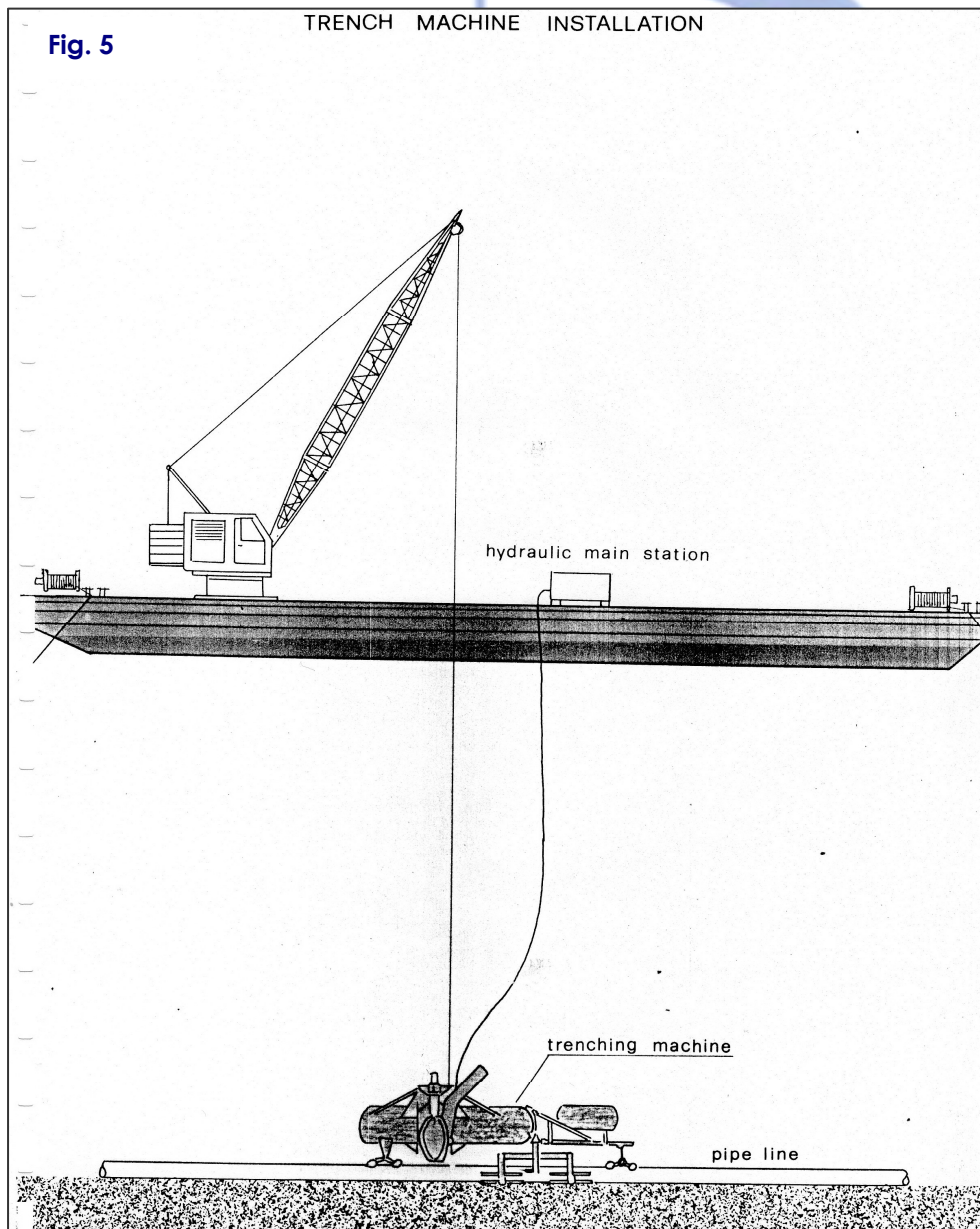 TRENCH MACHINE INSTALLATION
Fig. 5
hydraulic main station
trenching machine
pipe line